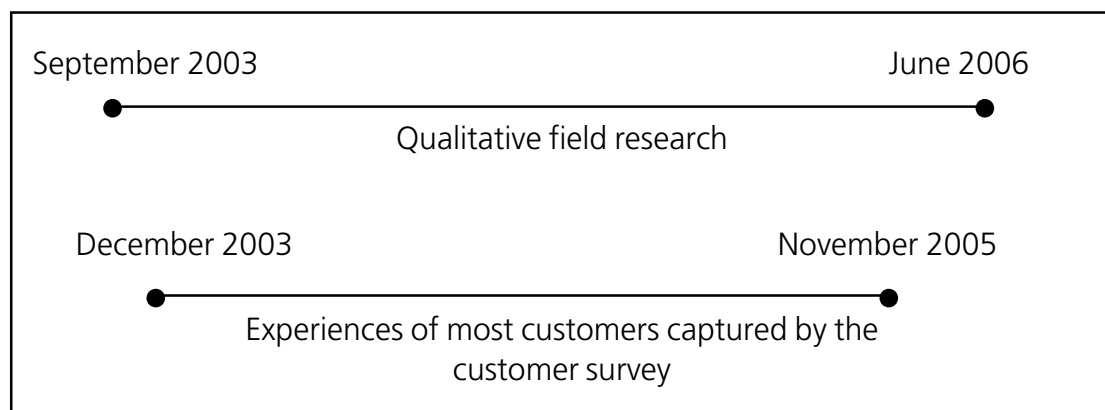 September 2003
June 2006
Qualitative field research
December 2003
November 2005
Experiences of most customers captured by the
customer survey